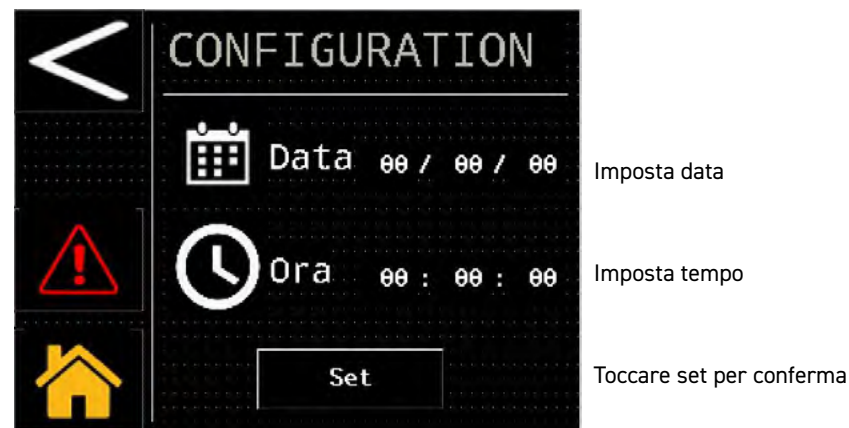 CONFIGURATION
Data 00 / 00 / 00
Imposta data
Ora 00 : 00 : 00
Imposta tempo
Set
Toccare set per conferma